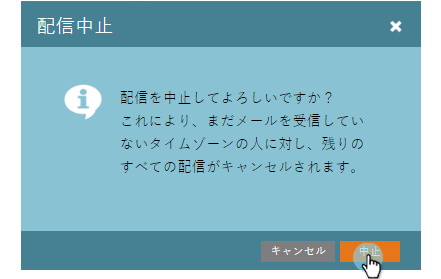 配信中止
配信を中止してよろしいですか？
これにより、まだメールを受信してい
ないタイムゾーンの人に対し、残りの
すべての配信がキャンセルされます。
キャンセル
中止